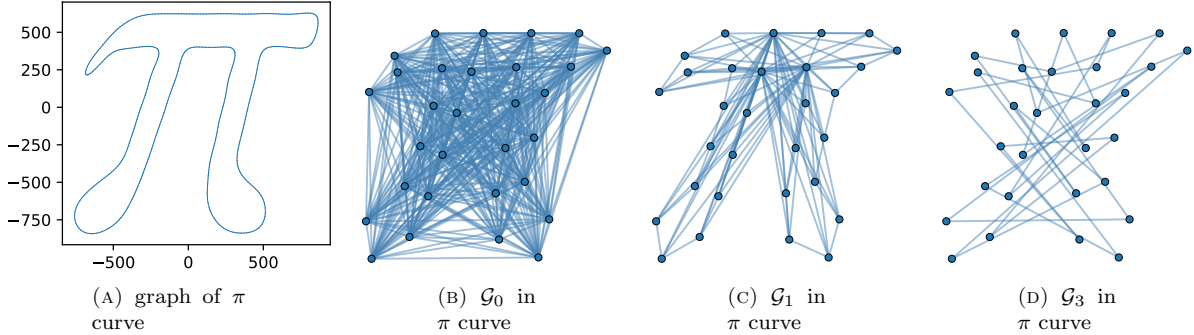 500
250
0
−250
−500
−750
−500 0 500
(A) graph of π
curve
(B) 𝒢₀ in
π curve
(C) 𝒢₁ in
π curve
(D) 𝒢₃ in
π curve